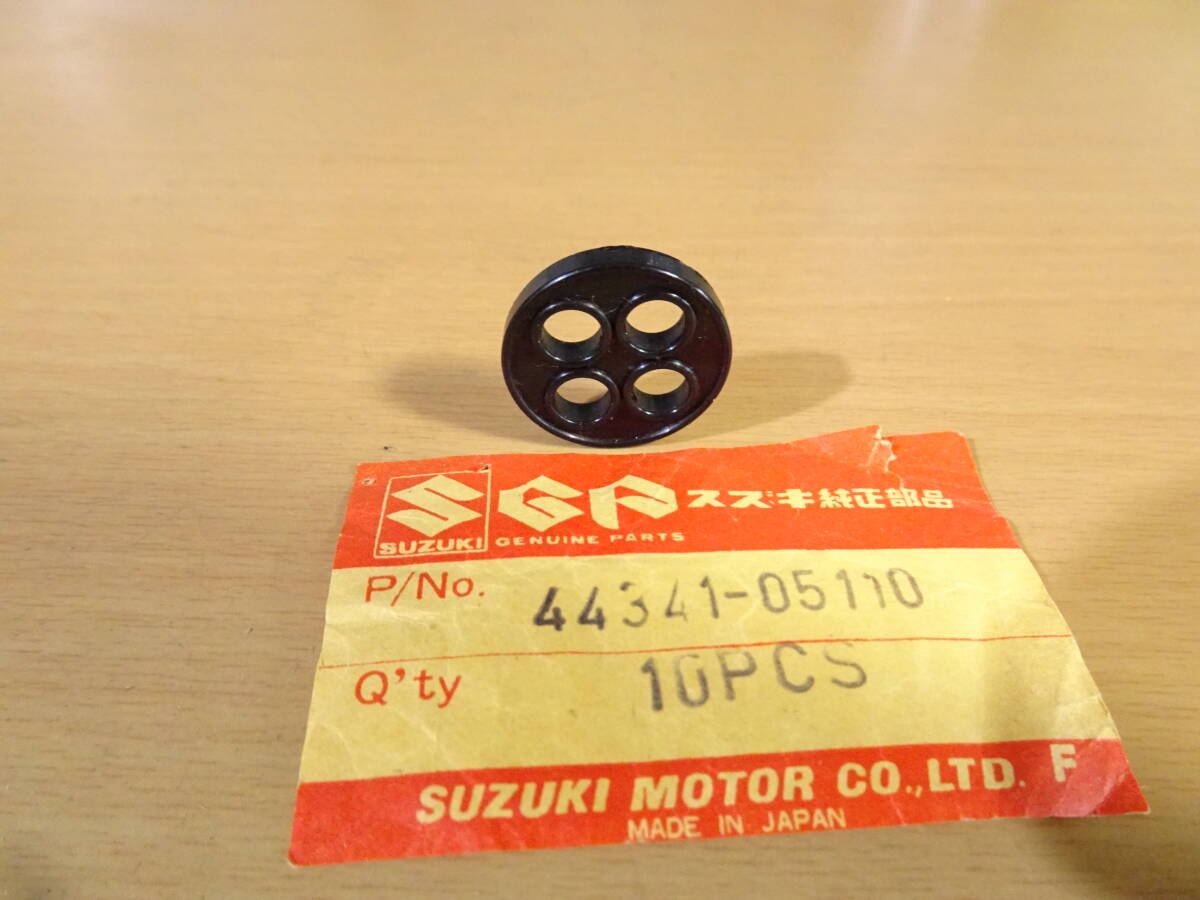 SGP スズキ純正部品
SUZUKI GENUINE PARTS
P/No. 44341-05110
Q'ty 10PCS
SUZUKI MOTOR CO.,LTD. F
MADE IN JAPAN